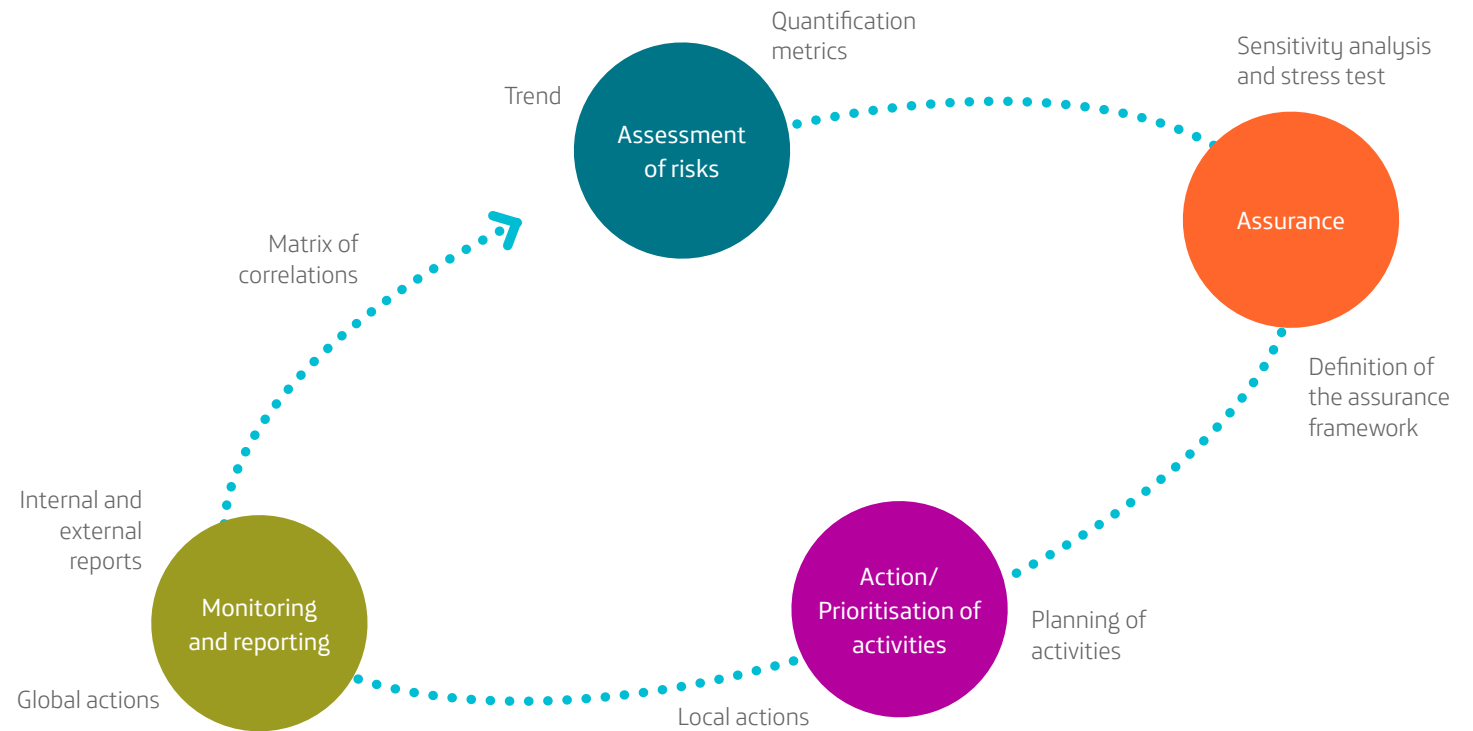 Quantification
metrics
Trend
Assessment
of risks
Sensitivity analysis
and stress test
Assurance
Matrix of
correlations
Definition of
the assurance
framework
Internal and
external
reports
Monitoring
and reporting
Global actions
Action/
Prioritisation of
activities
Planning of
activities
Local actions